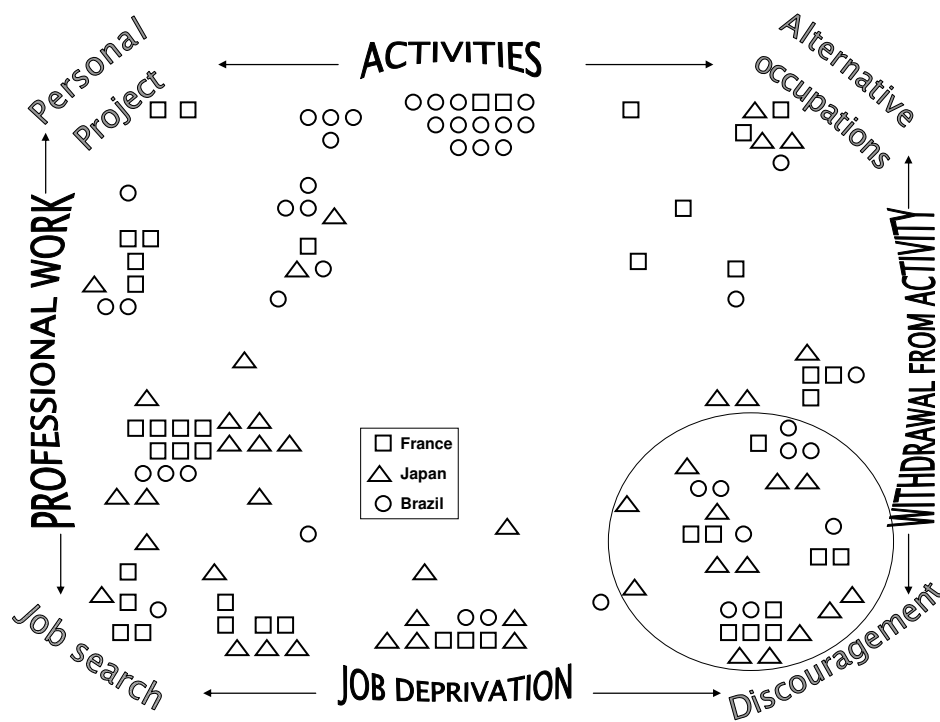 Personal
Project
ACTIVITIES
Alternative
occupations
PROFESSIONAL WORK
WITHDRAWAL FROM ACTIVITY
France
Japan
Brazil
Job search
JOB DEPRIVATION
Discouragement